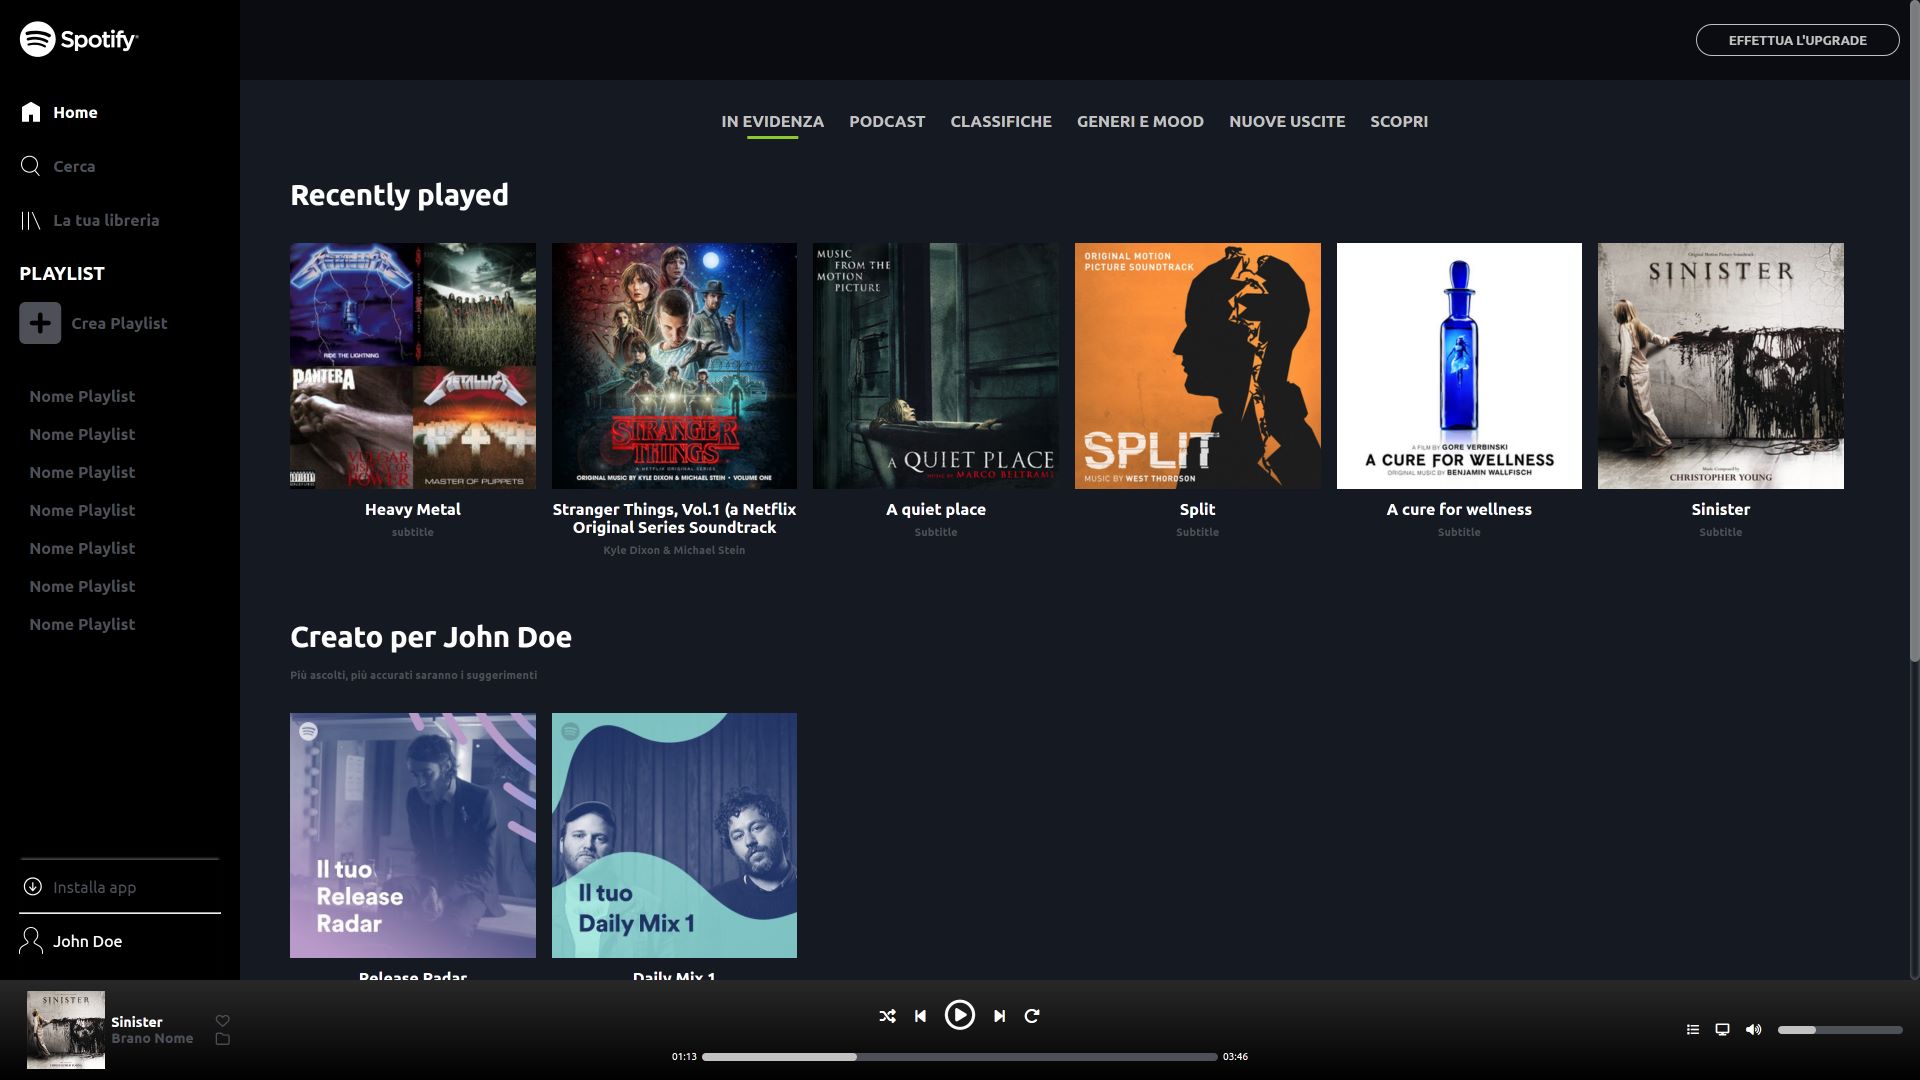 Spotify
EFFETTUA L'UPGRADE
Home
Cerca
La tua libreria
PLAYLIST
Crea Playlist
Nome Playlist
Nome Playlist
Nome Playlist
Nome Playlist
Nome Playlist
Nome Playlist
Nome Playlist
Installa app
John Doe
IN EVIDENZA PODCAST CLASSIFICHE GENERI E MOOD NUOVE USCITE SCOPRI
Recently played
METALLICA
RIDE THE LIGHTNING
PANTERA
VULGAR
DISPLAY OF
POWER
METALLICA
MASTER OF PUPPETS
Heavy Metal
subtitle
STRANGER
THINGS
A NETFLIX ORIGINAL SERIES
ORIGINAL MUSIC BY KYLE DIXON & MICHAEL STEIN • VOLUME ONE
Stranger Things, Vol.1 (a Netflix
Original Series Soundtrack
Kyle Dixon & Michael Stein
MUSIC
FROM THE
MOTION
PICTURE
A QUIET PLACE
MUSIC BY MARCO BELTRAMI
A quiet place
Subtitle
ORIGINAL MOTION
PICTURE SOUNDTRACK
SPLIT
MUSIC BY WEST THORDSON
Split
Subtitle
A FILM BY GORE VERBINSKI
A CURE FOR WELLNESS
ORIGINAL MUSIC BY BENJAMIN WALLFISCH
A cure for wellness
Subtitle
Original Motion Picture Soundtrack
SINISTER
Music Composed by
CHRISTOPHER YOUNG
Sinister
Subtitle
Creato per John Doe
Più ascolti, più accurati saranno i suggerimenti
Il tuo
Release
Radar
Release Radar
Il tuo
Daily Mix 1
Daily Mix 1
SINISTER
Sinister
Brano Nome
01:13
03:46